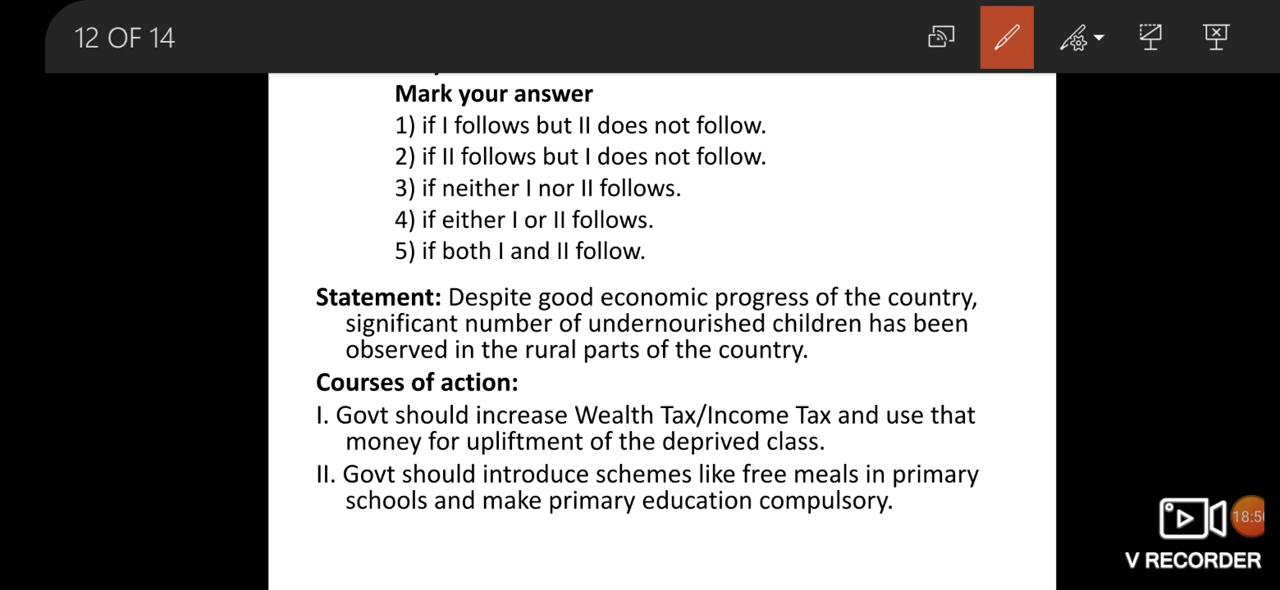 12 OF 14
Mark your answer
1) if I follows but II does not follow.
2) if II follows but I does not follow.
3) if neither I nor II follows.
4) if either I or II follows.
5) if both I and II follow.
Statement: Despite good economic progress of the country,
significant number of undernourished children has been
observed in the rural parts of the country.
Courses of action:
I. Govt should increase Wealth Tax/Income Tax and use that
money for upliftment of the deprived class.
II. Govt should introduce schemes like free meals in primary
schools and make primary education compulsory.
V RECORDER